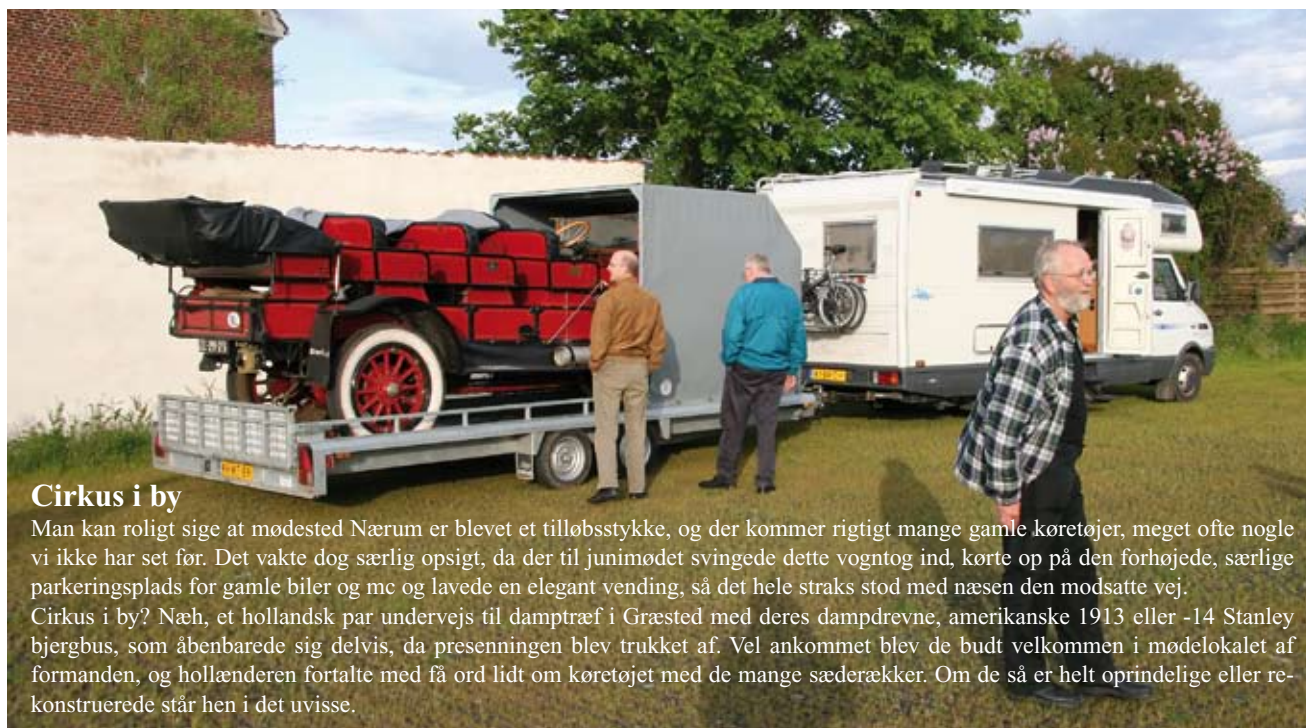 Cirkus i by
Man kan roligt sige at mødested Nærum er blevet et tilløbsstykke, og der kommer rigtigt mange gamle køretøjer, meget ofte nogle
vi ikke har set før. Det vakte dog særlig opsigt, da der til junimødet svingede dette vogntog ind, kørte op på den forhøjede, særlige
parkeringsplads for gamle biler og mc og lavede en elegant vending, så det hele straks stod med næsen den modsatte vej.
Cirkus i by? Næh, et hollandsk par undervejs til damptræf i Græsted med deres dampdrevne, amerikanske 1913 eller -14 Stanley
bjergbus, som åbenbarede sig delvis, da presenningen blev trukket af. Vel ankommet blev de budt velkommen i mødelokalet af
formanden, og hollænderen fortalte med få ord lidt om køretøjet med de mange sæderækker. Om de så er helt oprindelige eller re-
konstruerede står hen i det uvisse.